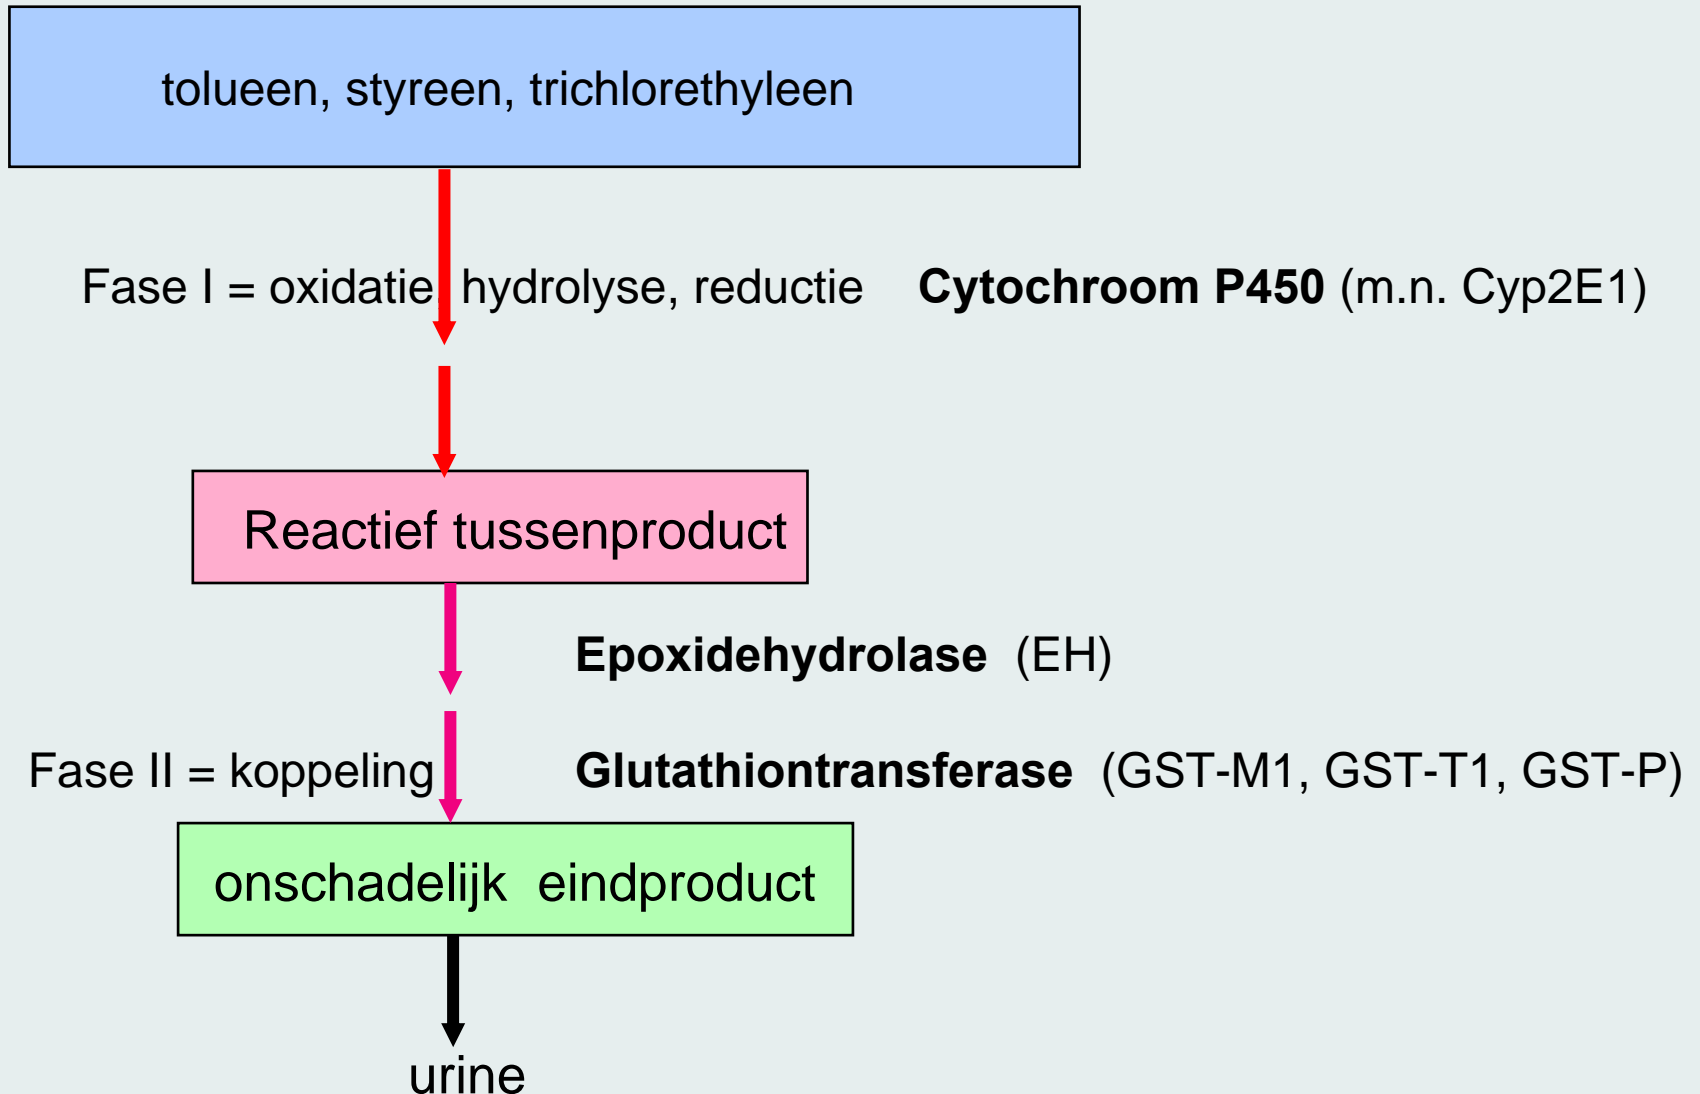 tolueen, styreen, trichlorethyleen
Fase I = oxidatie, hydrolyse, reductie Cytochroom P450 (m.n. Cyp2E1)
Reactief tussenproduct
Epoxidehydrolase (EH)
Fase II = koppeling Glutathiontransferase (GST-M1, GST-T1, GST-P)
onschadelijk eindproduct
urine